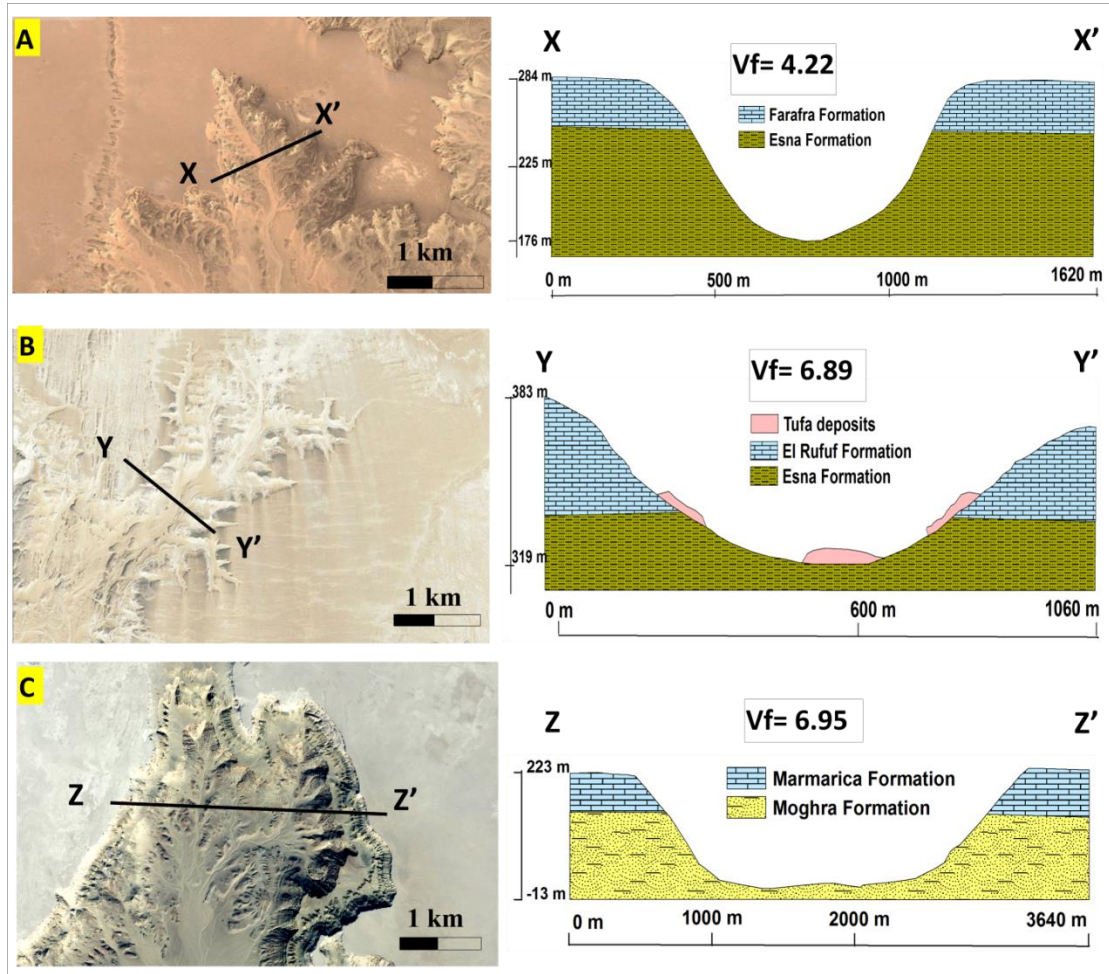 A
X
X'
1 km
X
X'
Vf= 4.22
284 m
225 m
176 m
Farafra Formation
Esna Formation
0 m
500 m
1000 m
1620 m
B
Y
Y'
1 km
Y
Y'
Vf= 6.89
383 m
319 m
Tufa deposits
El Rufuf Formation
Esna Formation
0 m
600 m
1060 m
C
Z
Z'
1 km
Z
Z'
Vf= 6.95
223 m
-13 m
Marmarica Formation
Moghra Formation
0 m
1000 m
2000 m
3640 m